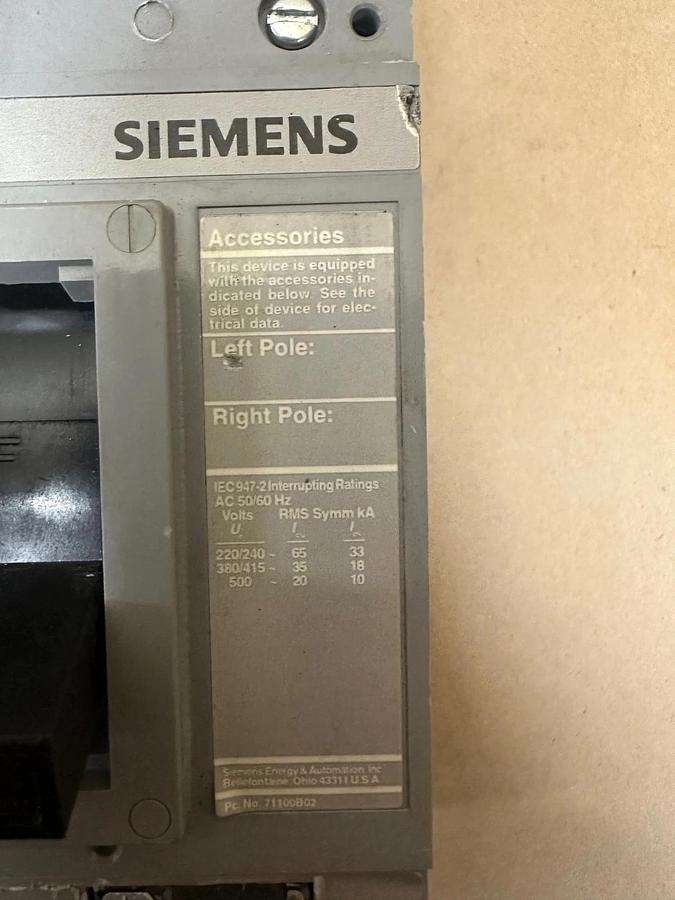 SIEMENS
Accessories
This device is equipped
with the accessories in-
dicated below. See the
side of device for elec-
trical data.
Left Pole:
Right Pole:
IEC 947-2 Interrupting Ratings
AC 50/60 Hz
Volts RMS Symm kA
U I I
220/240 ~ 65 33
380/415 ~ 35 18
500 ~ 20 10
Siemens Energy & Automation, Inc
Bellefontaine, Ohio 43311 U.S.A
Pc. No. 71100B02